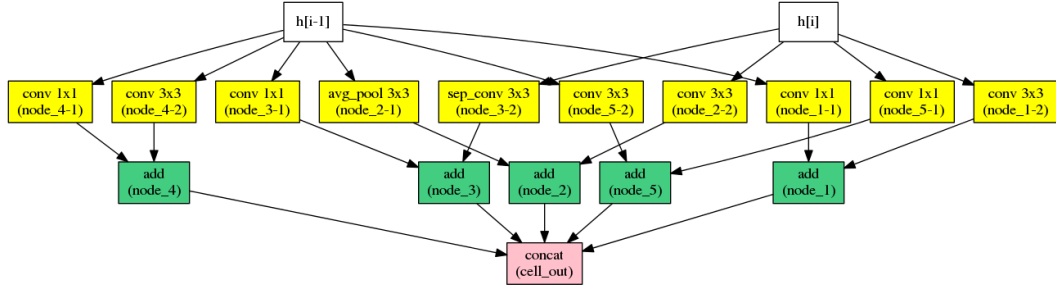 h[i-1]
h[i]
conv 1x1
(node_4-1)
conv 3x3
(node_4-2)
conv 1x1
(node_3-1)
avg_pool 3x3
(node_2-1)
sep_conv 3x3
(node_3-2)
conv 3x3
(node_5-2)
conv 3x3
(node_2-2)
conv 1x1
(node_1-1)
conv 1x1
(node_5-1)
conv 3x3
(node_1-2)
add
(node_4)
add
(node_3)
add
(node_2)
add
(node_5)
add
(node_1)
concat
(cell_out)